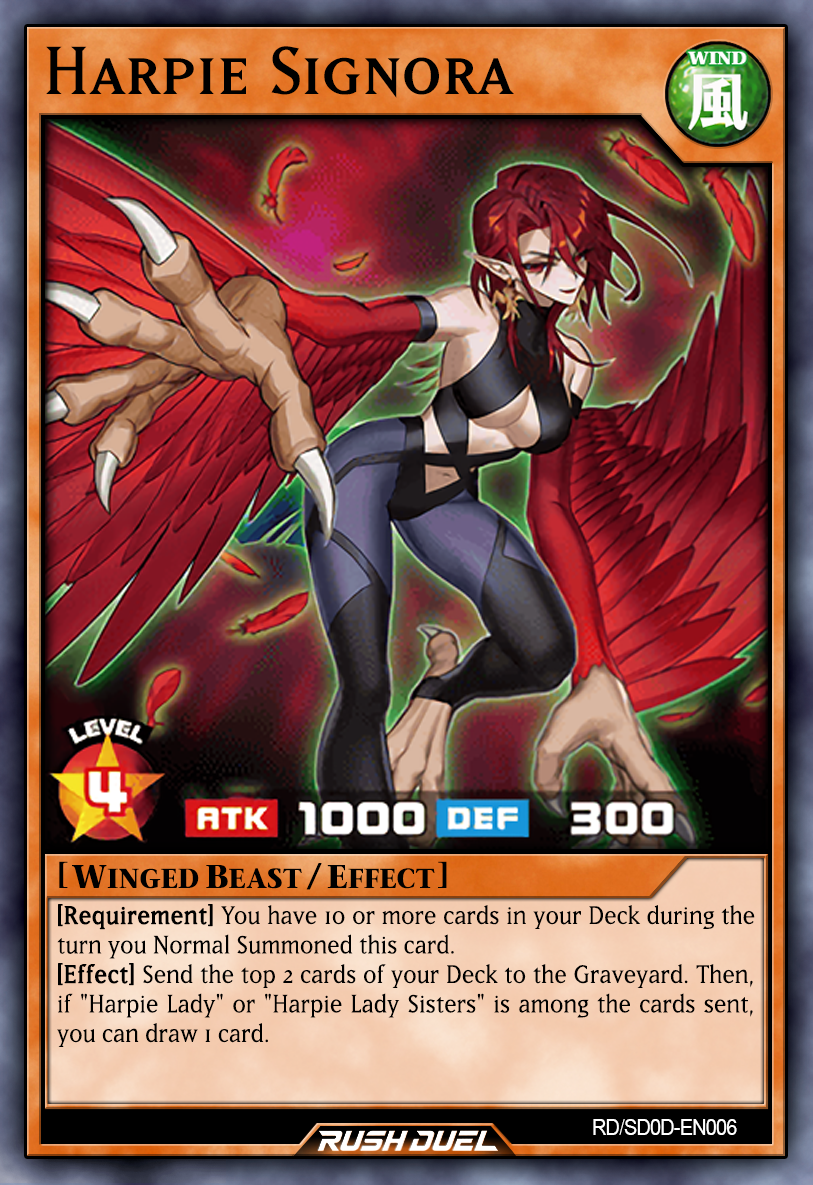 Harpie Signora
WIND
風
LEVEL
4
ATK 1000 DEF 300
[Winged Beast/Effect]
[Requirement] You have 10 or more cards in your Deck during the
turn you Normal Summoned this card.
[Effect] Send the top 2 cards of your Deck to the Graveyard. Then,
if "Harpie Lady" or "Harpie Lady Sisters" is among the cards sent,
you can draw 1 card.
RD/SD0D-EN006
RUSH DUEL